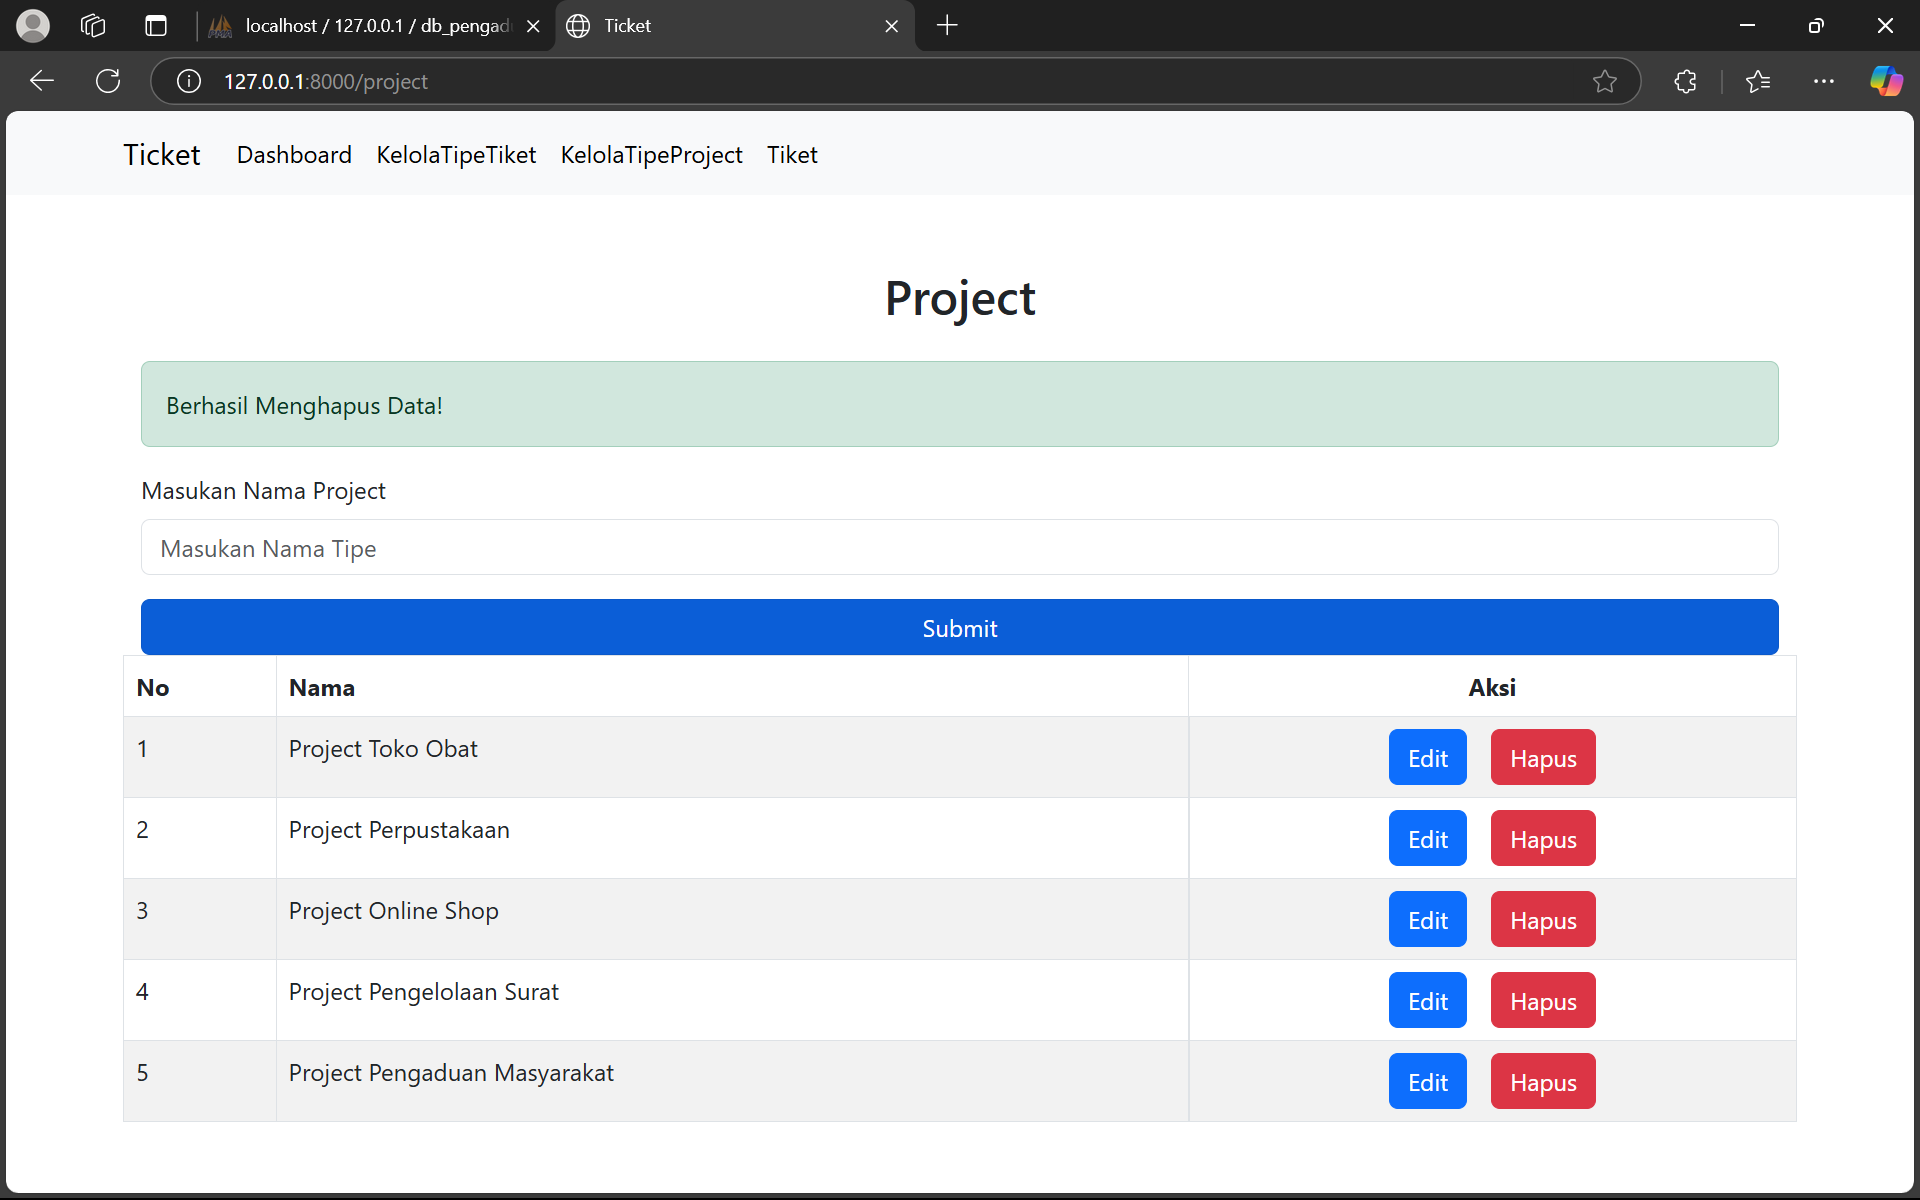 localhost / 127.0.0.1 / db_pengad
Ticket
127.0.0.1:8000/project
Ticket Dashboard KelolaTipeTiket KelolaTipeProject Tiket
Project
Berhasil Menghapus Data!
Masukan Nama Project
Masukan Nama Tipe
Submit
No Nama Aksi
1 Project Toko Obat Edit Hapus
2 Project Perpustakaan Edit Hapus
3 Project Online Shop Edit Hapus
4 Project Pengelolaan Surat Edit Hapus
5 Project Pengaduan Masyarakat Edit Hapus